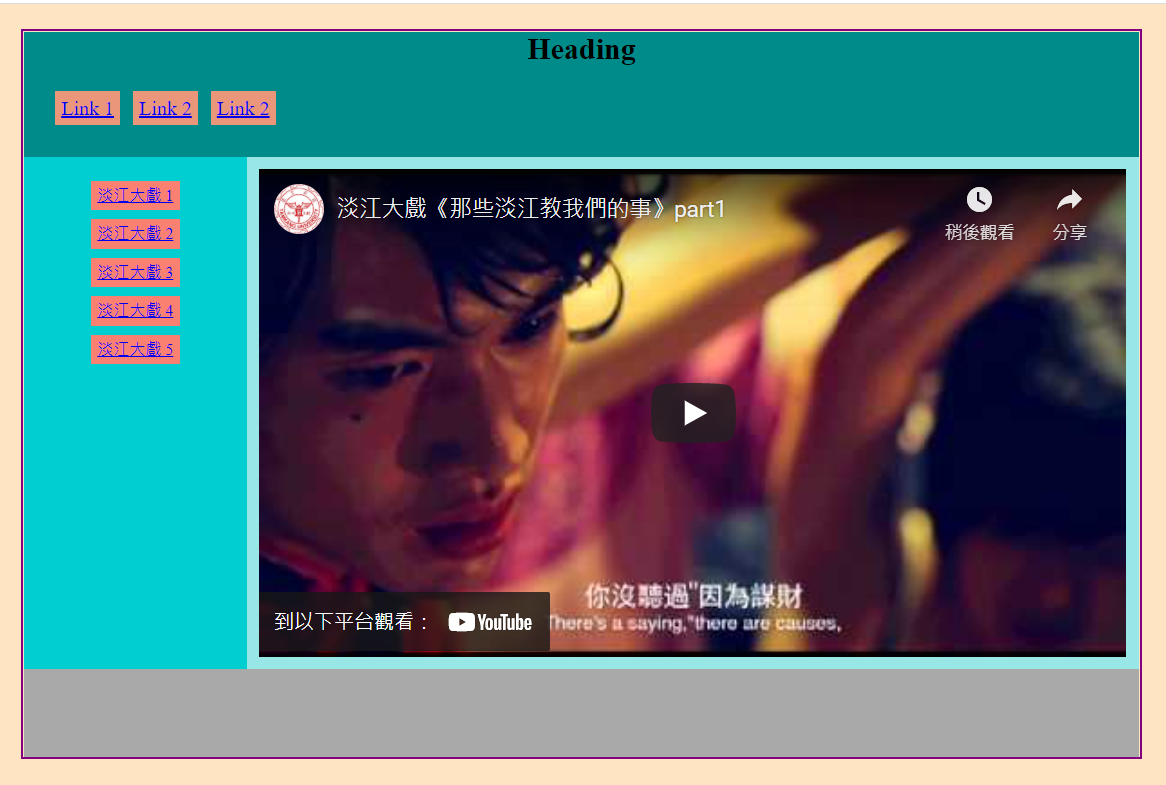 Heading
Link 1 Link 2 Link 2
淡江大戲 1
淡江大戲 2
淡江大戲 3
淡江大戲 4
淡江大戲 5
淡江大戲《那些淡江教我們的事》part1
稍後觀看 分享
你沒聽過"因為謀財
There's a saying,"there are causes,
到以下平台觀看： YouTube